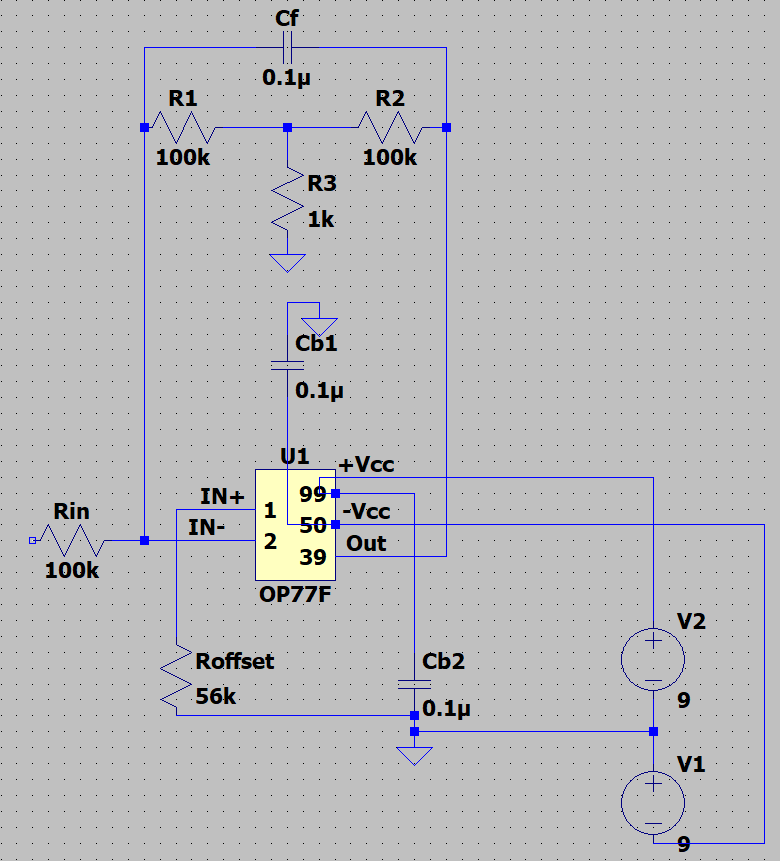 Cf
0.1µ
R1
R2
100k
100k
R3
1k
Cb1
0.1µ
U1
+Vcc
IN+
99
-Vcc
Rin
1
IN-
50
2
Out
100k
39
OP77F
V2
Roffset
Cb2
56k
9
0.1µ
V1
9